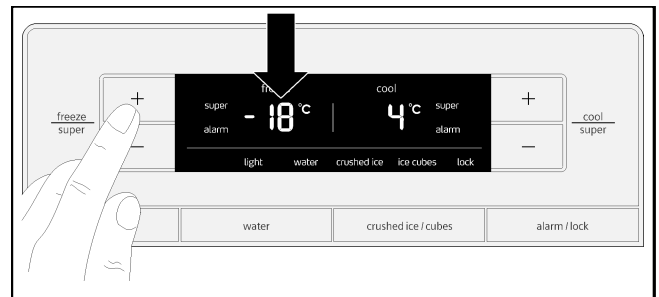 fre cool
super -18 °C 4 °C super
alarm alarm
light water crushed ice ice cubes lock
+ +
freeze cool
super super
– –
water crushed ice / cubes alarm / lock